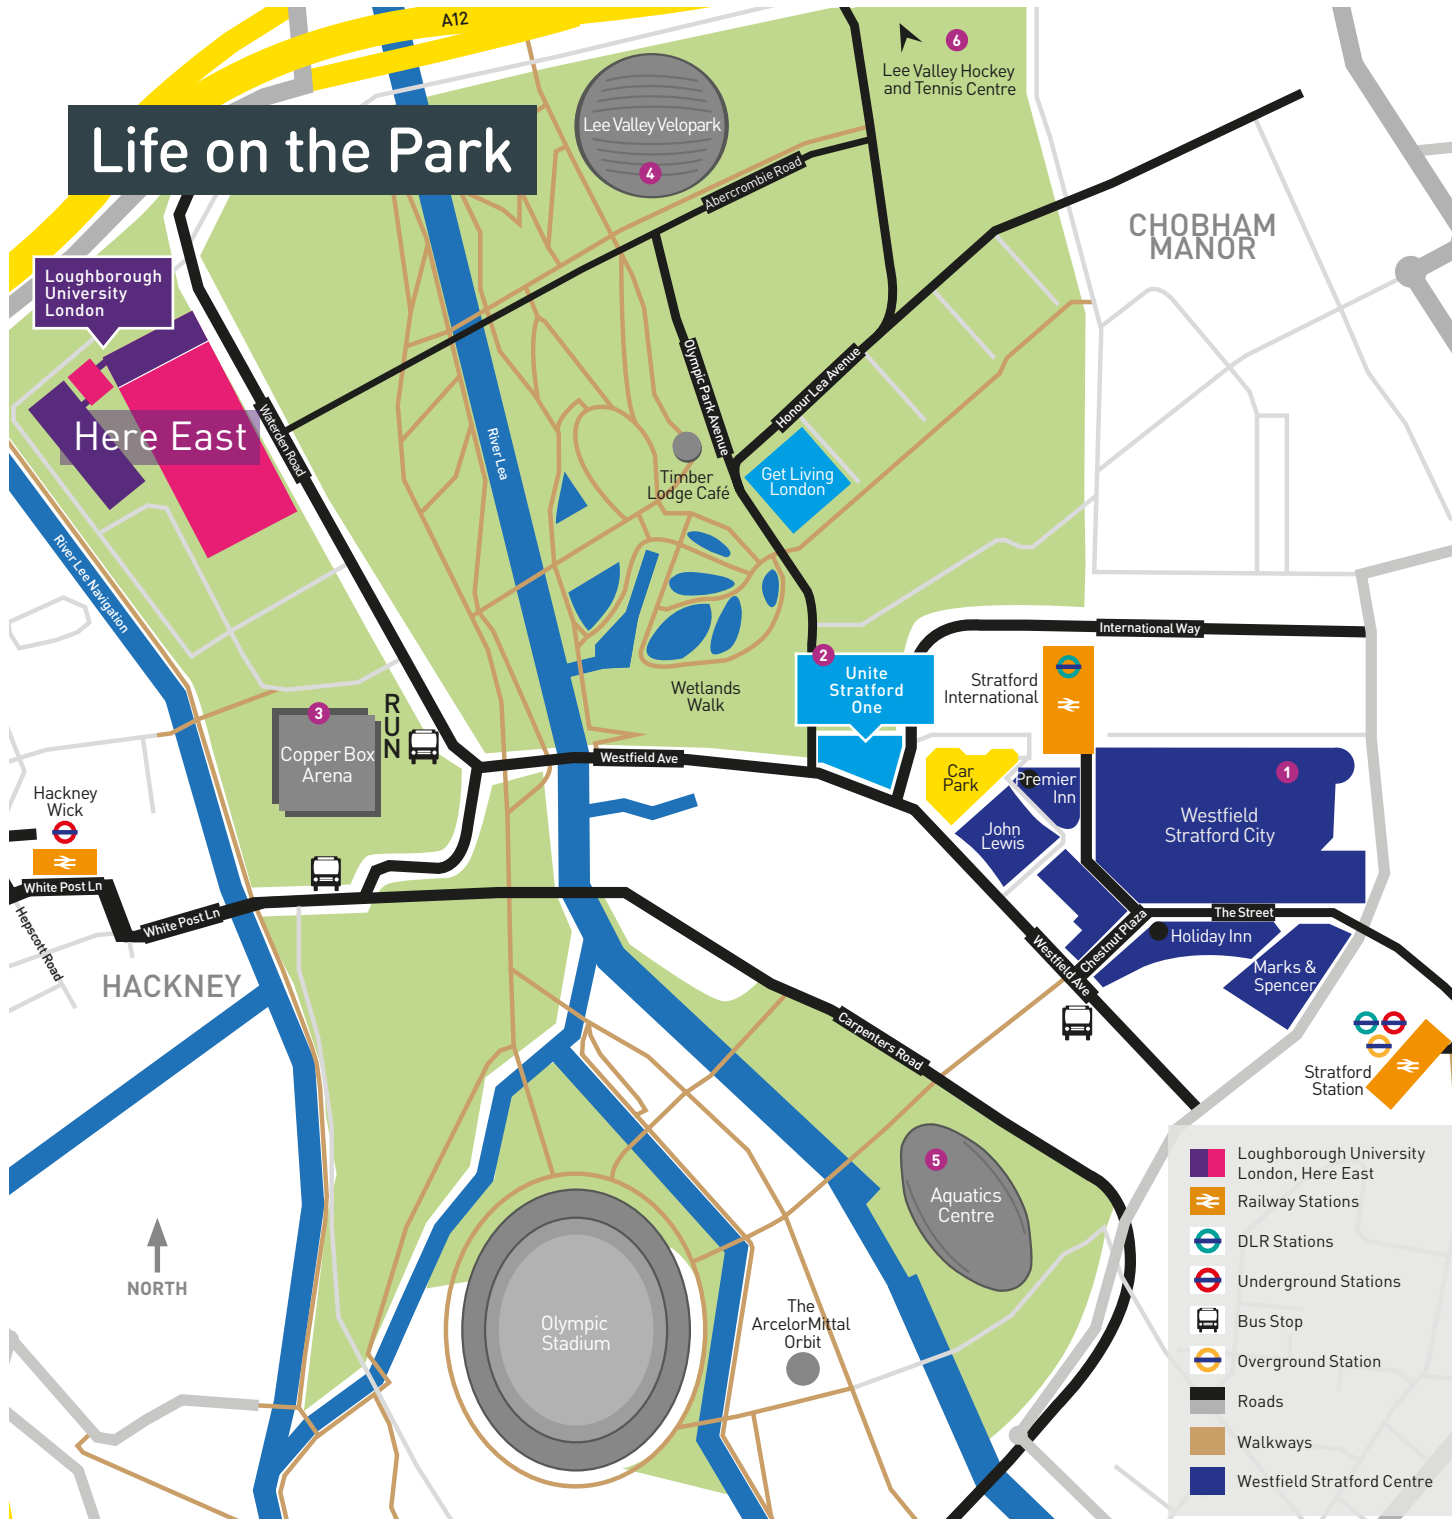 A12
Life on the Park
6
Lee Valley Hockey
and Tennis Centre
Lee Valley Velopark
4
Abercrombie Road
CHOBHAM
MANOR
Loughborough
University
London
Here East
Waterden Road
River Lea
Olympic Park Avenue
Honour Lea Avenue
Timber
Lodge Café
Get Living
London
River Lee Navigation
International Way
2
Unite
Stratford
One
Stratford
International
Wetlands
Walk
3
Copper Box
Arena
R
U
N
Westfield Ave
Car
Park
Premier
Inn
1
Westfield
Stratford City
John
Lewis
Hackney
Wick
White Post Ln
White Post Ln
Hepscott Road
HACKNEY
The Street
Chestnut Plaza
Holiday Inn
Westfield Ave
Marks &
Spencer
Carpenters Road
Stratford
Station
5
Aquatics
Centre
NORTH
Olympic
Stadium
The
ArcelorMittal
Orbit
Loughborough University
London, Here East
Railway Stations
DLR Stations
Underground Stations
Bus Stop
Overground Station
Roads
Walkways
Westfield Stratford Centre